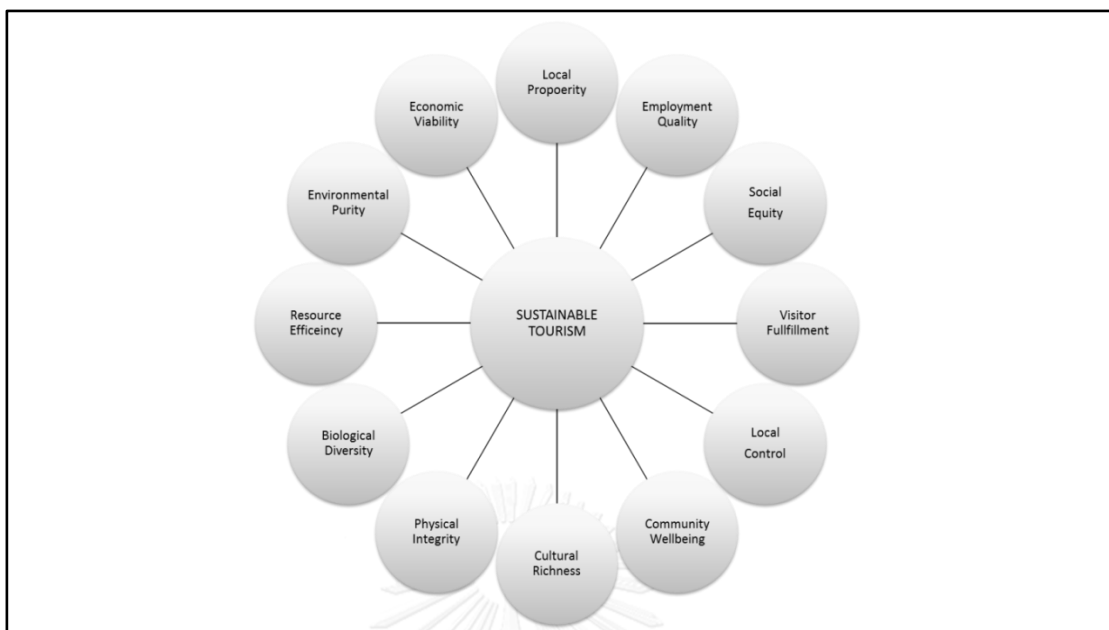 Local
Propoerity
Employment
Quality
Social
Equity
Visitor
Fullfillment
Local
Control
Community
Wellbeing
Cultural
Richness
Physical
Integrity
Biological
Diversity
Resource
Efficeincy
Environmental
Purity
Economic
Viability
SUSTAINABLE
TOURISM